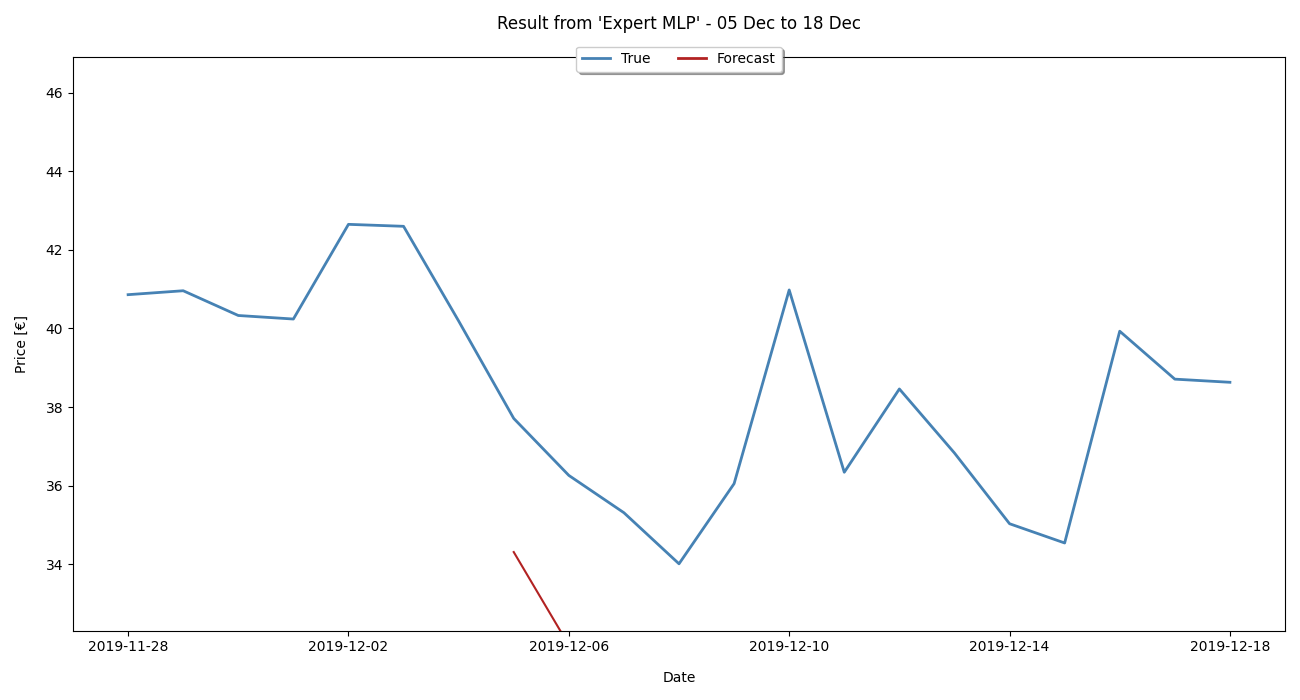 Result from 'Expert MLP' - 05 Dec to 18 Dec
True Forecast
46
44
42
40
38
36
34
Price [€]
2019-11-28 2019-12-02 2019-12-06 2019-12-10 2019-12-14 2019-12-18
Date